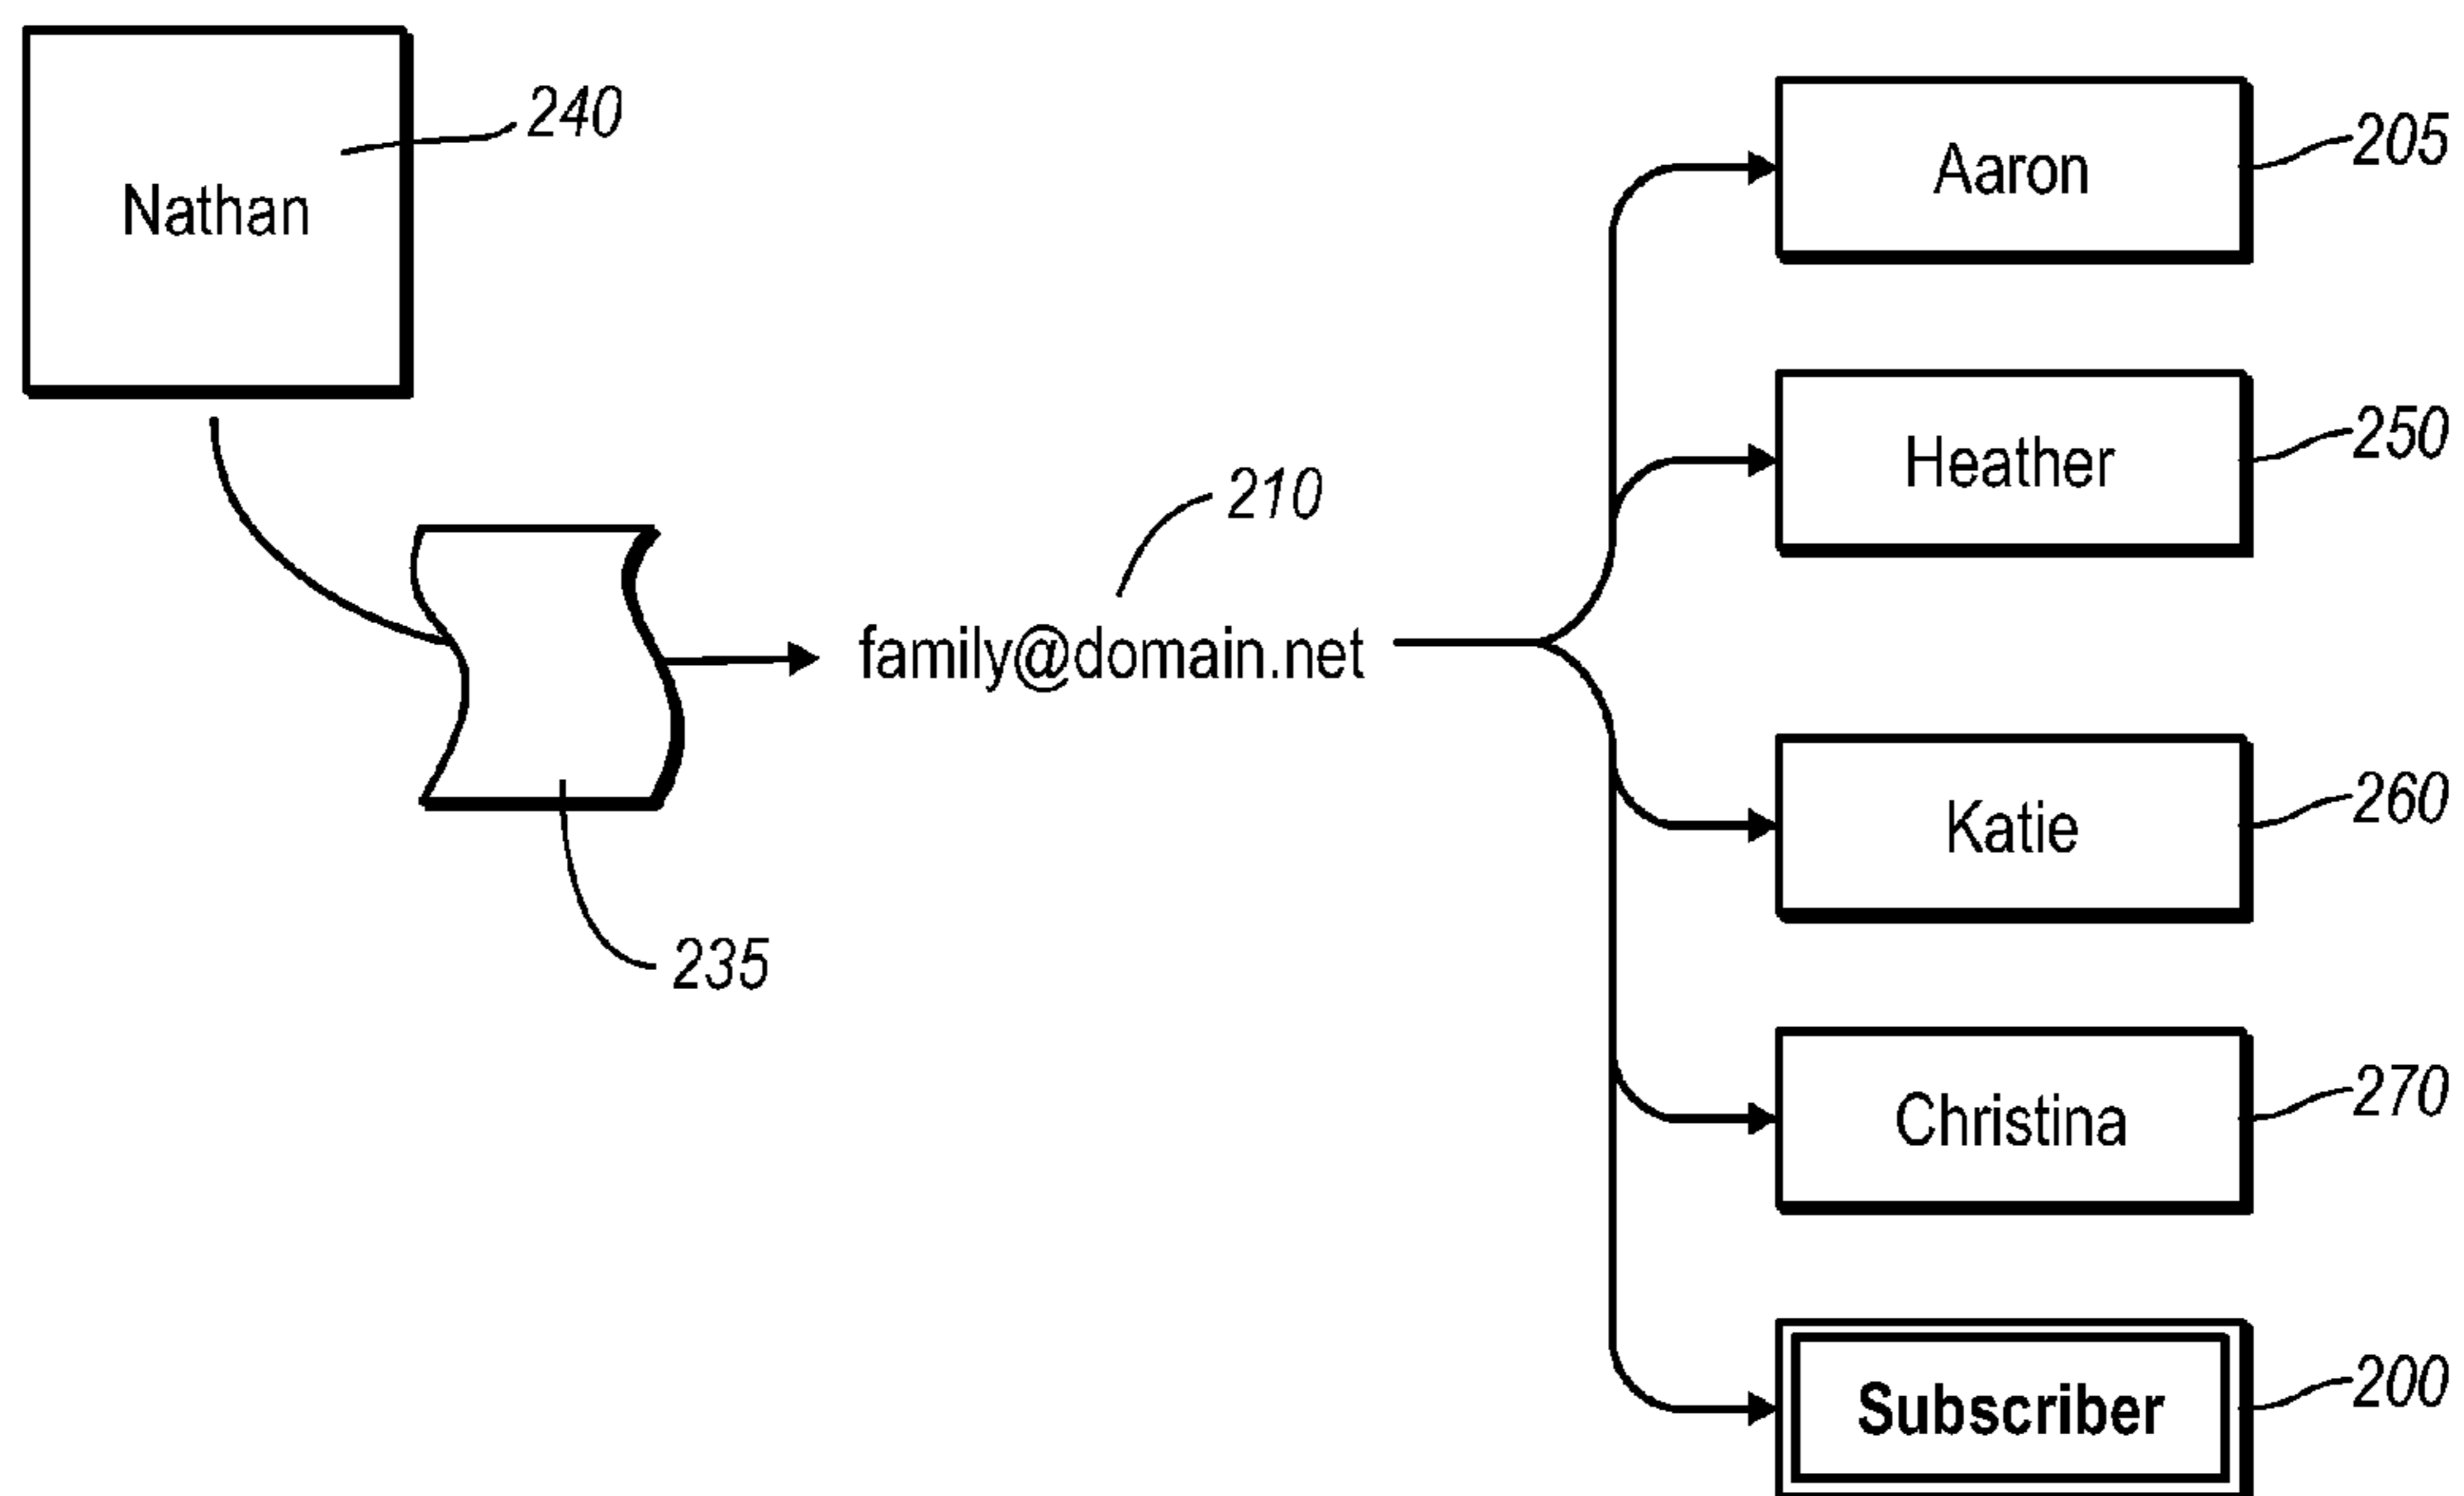 240
Nathan
Aaron
205
Heather
250
210
family@domain.net
Katie
260
235
Christina
270
Subscriber
200